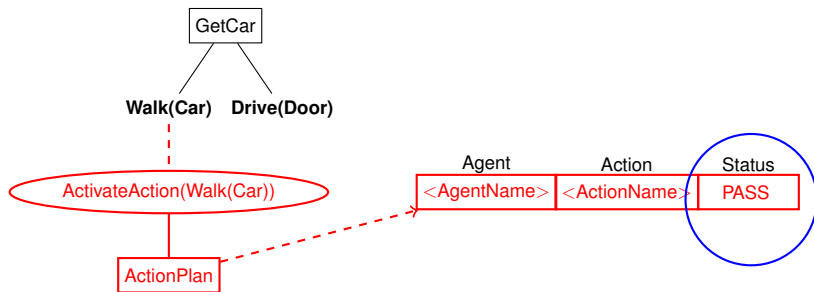 GetCar
Walk(Car) Drive(Door)
Agent Action Status
ActivateAction(Walk(Car)) <AgentName> <ActionName> PASS
ActionPlan